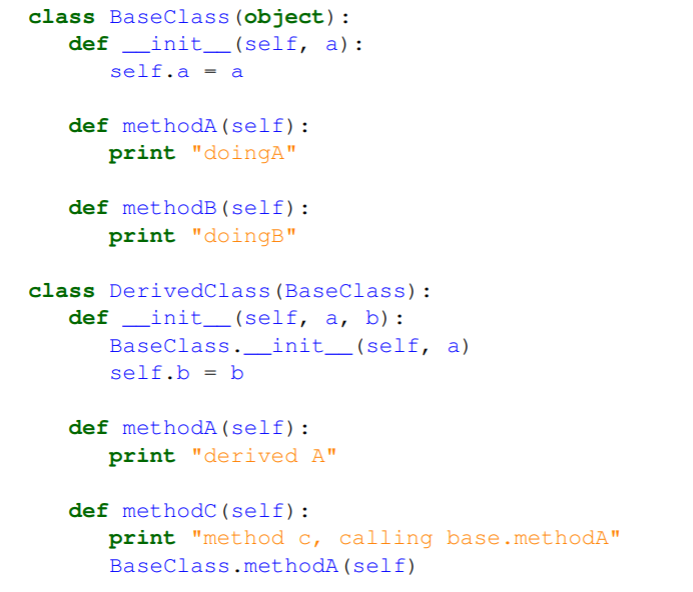 class BaseClass(object):
   def __init__(self, a):
      self.a = a

   def methodA(self):
      print "doingA"

   def methodB(self):
      print "doingB"

class DerivedClass(BaseClass):
   def __init__(self, a, b):
      BaseClass.__init__(self, a)
      self.b = b

   def methodA(self):
      print "derived A"

   def methodC(self):
      print "method c, calling base.methodA"
      BaseClass.methodA(self)